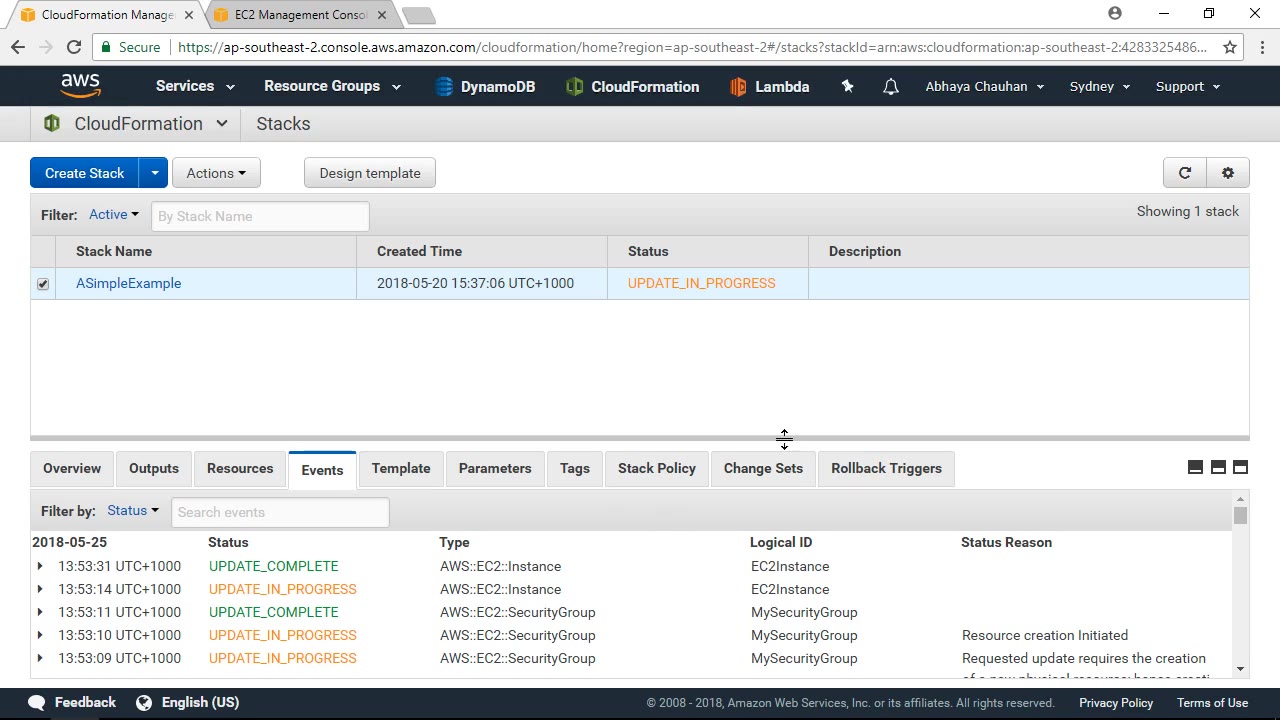 CloudFormation Manage
EC2 Management Consol
Secure https://ap-southeast-2.console.aws.amazon.com/cloudformation/home?region=ap-southeast-2#/stacks?stackId=arn:aws:cloudformation:ap-southeast-2:4283325486...
aws Services Resource Groups DynamoDB CloudFormation Lambda Abhaya Chauhan Sydney Support
CloudFormation Stacks
Create Stack Actions Design template
Filter: Active By Stack Name Showing 1 stack
Stack Name Created Time Status Description
ASimpleExample 2018-05-20 15:37:06 UTC+1000 UPDATE_IN_PROGRESS
Overview Outputs Resources Events Template Parameters Tags Stack Policy Change Sets Rollback Triggers
Filter by: Status Search events
2018-05-25 Status Type Logical ID Status Reason
13:53:31 UTC+1000 UPDATE_COMPLETE AWS::EC2::Instance EC2Instance
13:53:14 UTC+1000 UPDATE_IN_PROGRESS AWS::EC2::Instance EC2Instance
13:53:11 UTC+1000 UPDATE_COMPLETE AWS::EC2::SecurityGroup MySecurityGroup
13:53:10 UTC+1000 UPDATE_IN_PROGRESS AWS::EC2::SecurityGroup MySecurityGroup Resource creation Initiated
13:53:09 UTC+1000 UPDATE_IN_PROGRESS AWS::EC2::SecurityGroup MySecurityGroup Requested update requires the creation
Feedback English (US) © 2008 - 2018, Amazon Web Services, Inc. or its affiliates. All rights reserved. Privacy Policy Terms of Use